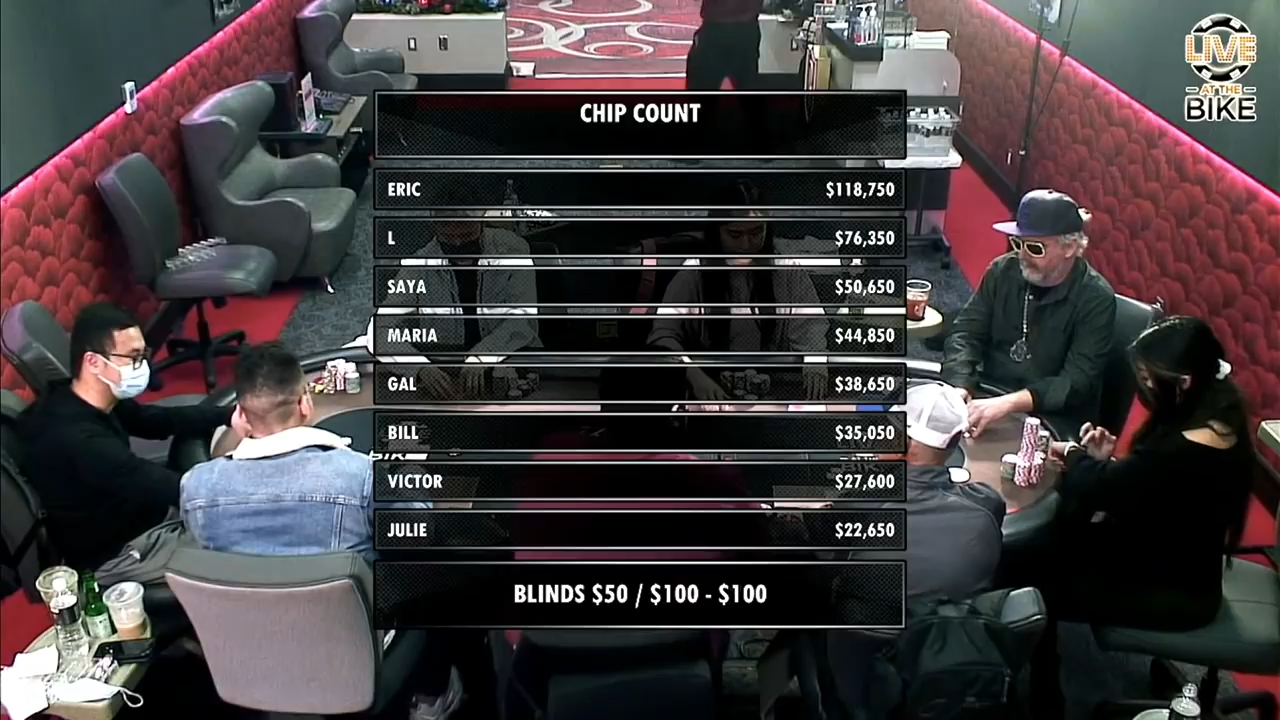 LIVE
AT THE
BIKE
CHIP COUNT
ERIC $118,750
L $76,350
SAYA $50,650
MARIA $44,850
GAL $38,650
BILL $35,050
VICTOR $27,600
JULIE $22,650
BLINDS $50 / $100 - $100